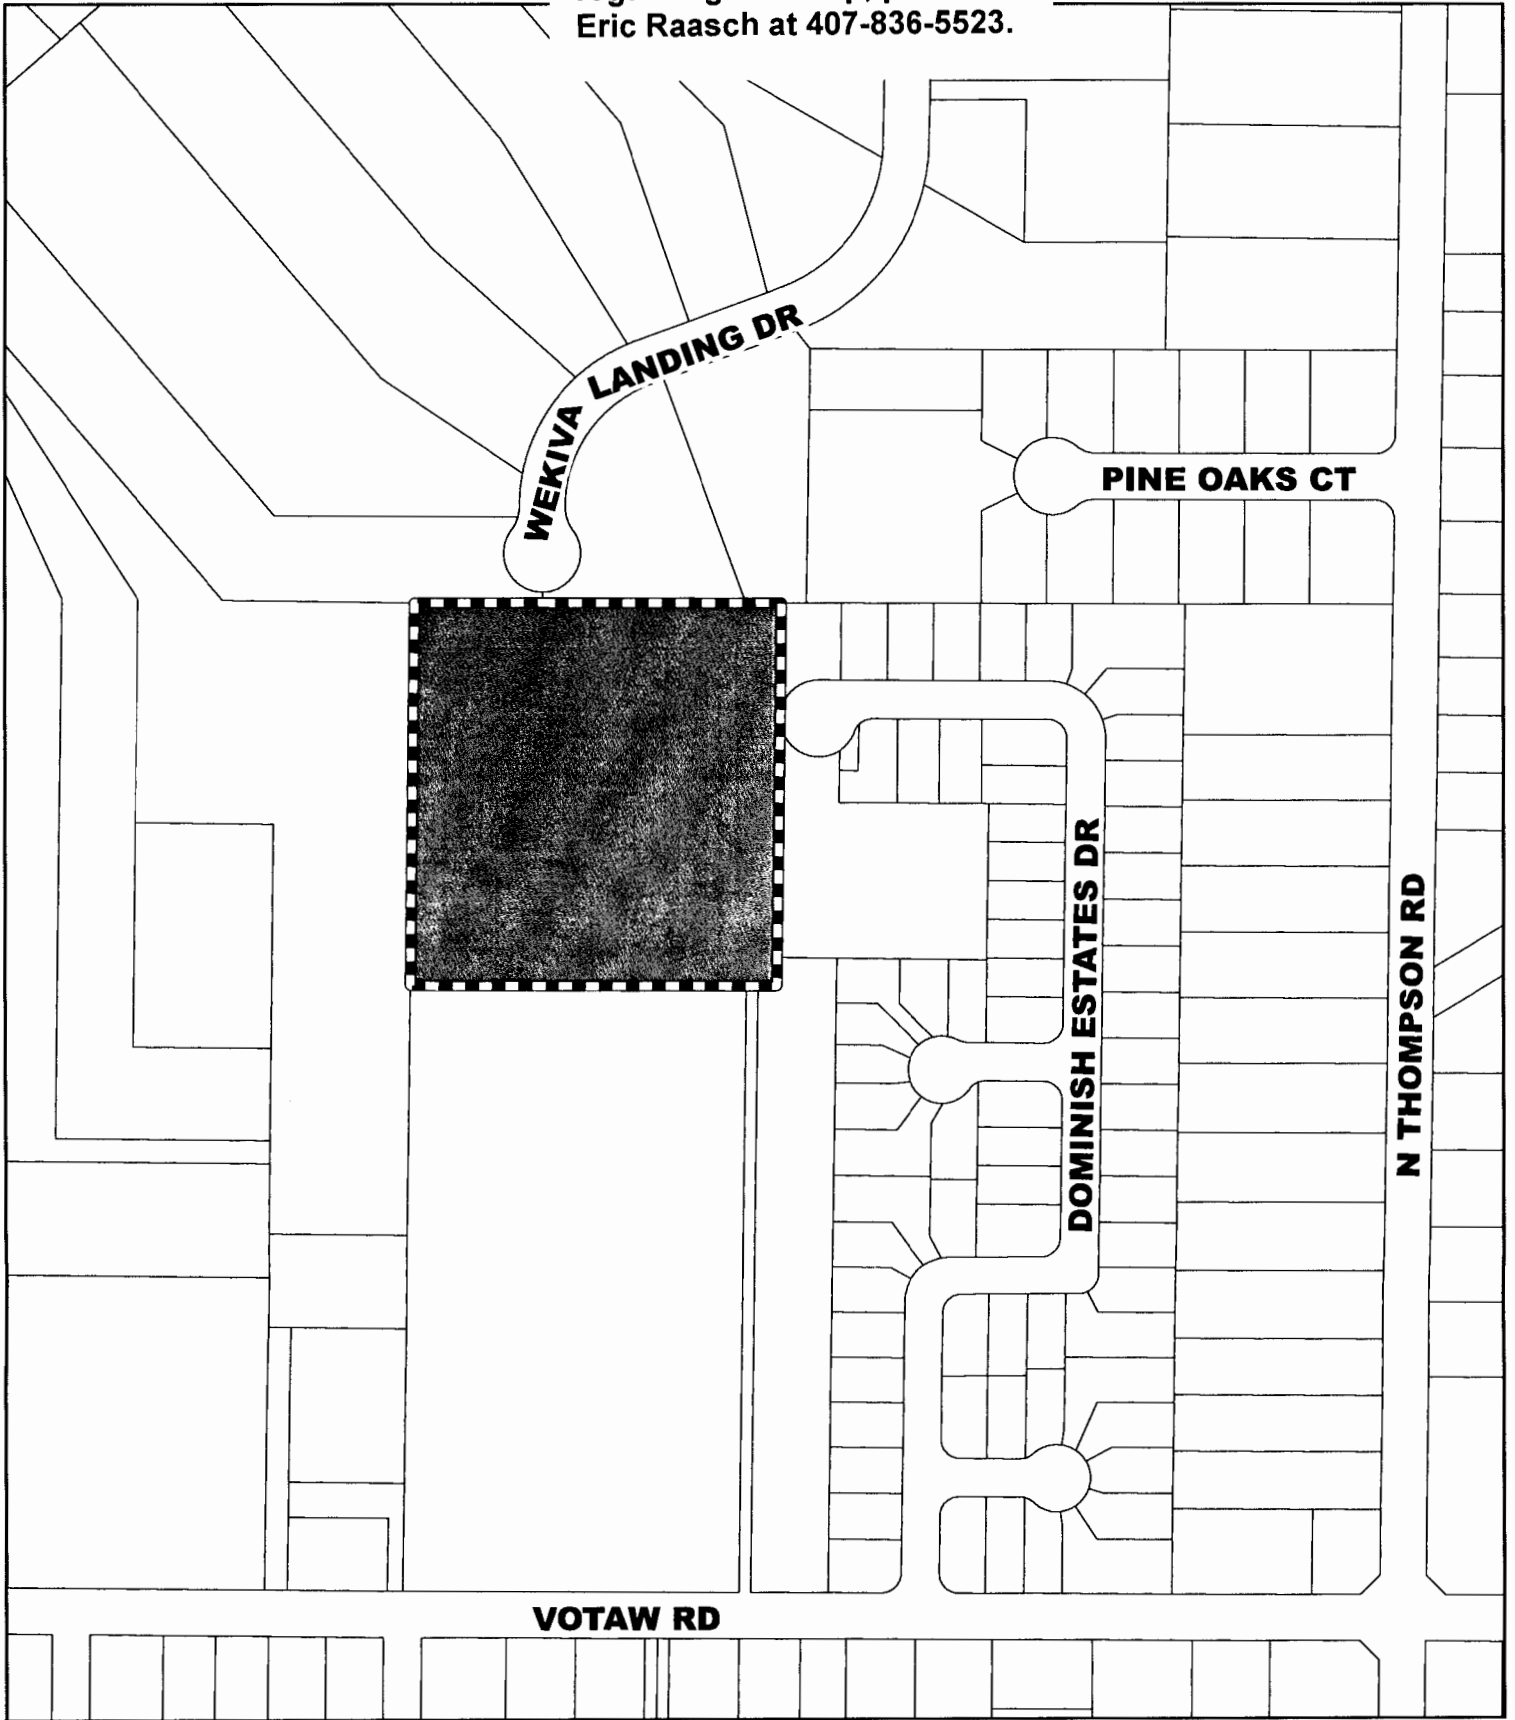 Eric Raasch at 407-836-5523.
WEKIVA LANDING DR
PINE OAKS CT
DOMINISH ESTATES DR
N THOMPSON RD
VOTAW RD